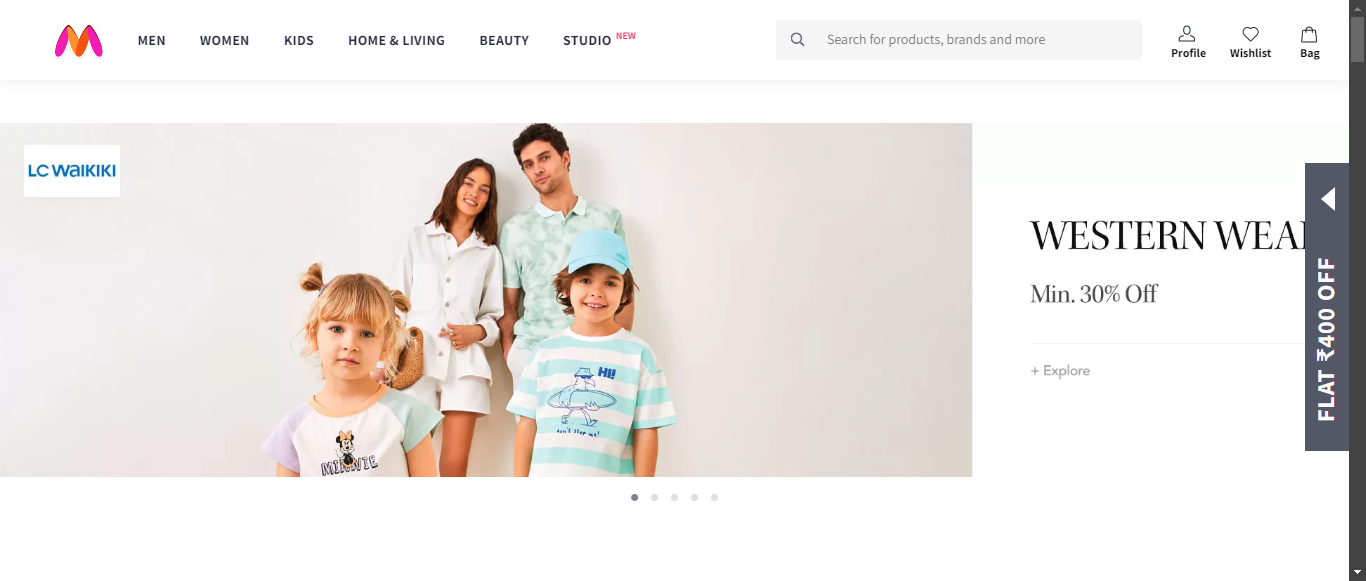 MEN
WOMEN
KIDS
HOME & LIVING
BEAUTY
STUDIO NEW
Search for products, brands and more
Profile
Wishlist
Bag
LC WAIKIKI
WESTERN WEA
Min. 30% Off
+ Explore
FLAT ₹400 OFF
HI!
don't stop me!
MINNIE